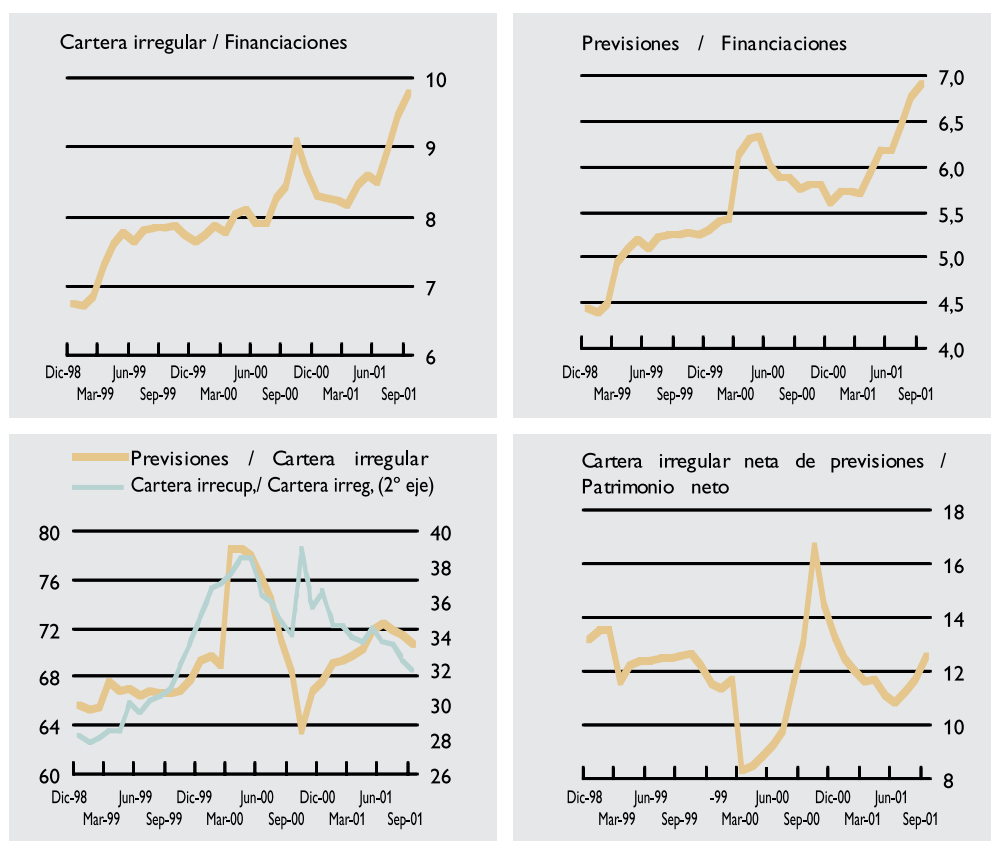 Cartera irregular / Financiaciones
10
9
8
7
6
Dic-98 Jun-99 Dic-99 Jun-00 Dic-00 Jun-01
Mar-99 Sep-99 Mar-00 Sep-00 Mar-01 Sep-01
Previsiones / Financiaciones
7,0
6,5
6,0
5,5
5,0
4,5
4,0
Dic-98 Jun-99 Dic-99 Jun-00 Dic-00 Jun-01
Mar-99 Sep-99 Mar-00 Sep-00 Mar-01 Sep-01
Previsiones / Cartera irregular
Cartera irrecup,/ Cartera irreg, (2º eje)
80 40
38
76
36
72 34
68 32
30
64
28
60 26
Dic-98 Jun-99 Dic-99 Jun-00 Dic-00 Jun-01
Mar-99 Sep-99 Mar-00 Sep-00 Mar-01 Sep-01
Cartera irregular neta de previsiones /
Patrimonio neto
18
16
14
12
10
8
Dic-98 Jun-99 -99 Jun-00 Dic-00 Jun-01
Mar-99 Sep-99 Mar-00 Sep-00 Mar-01 Sep-01